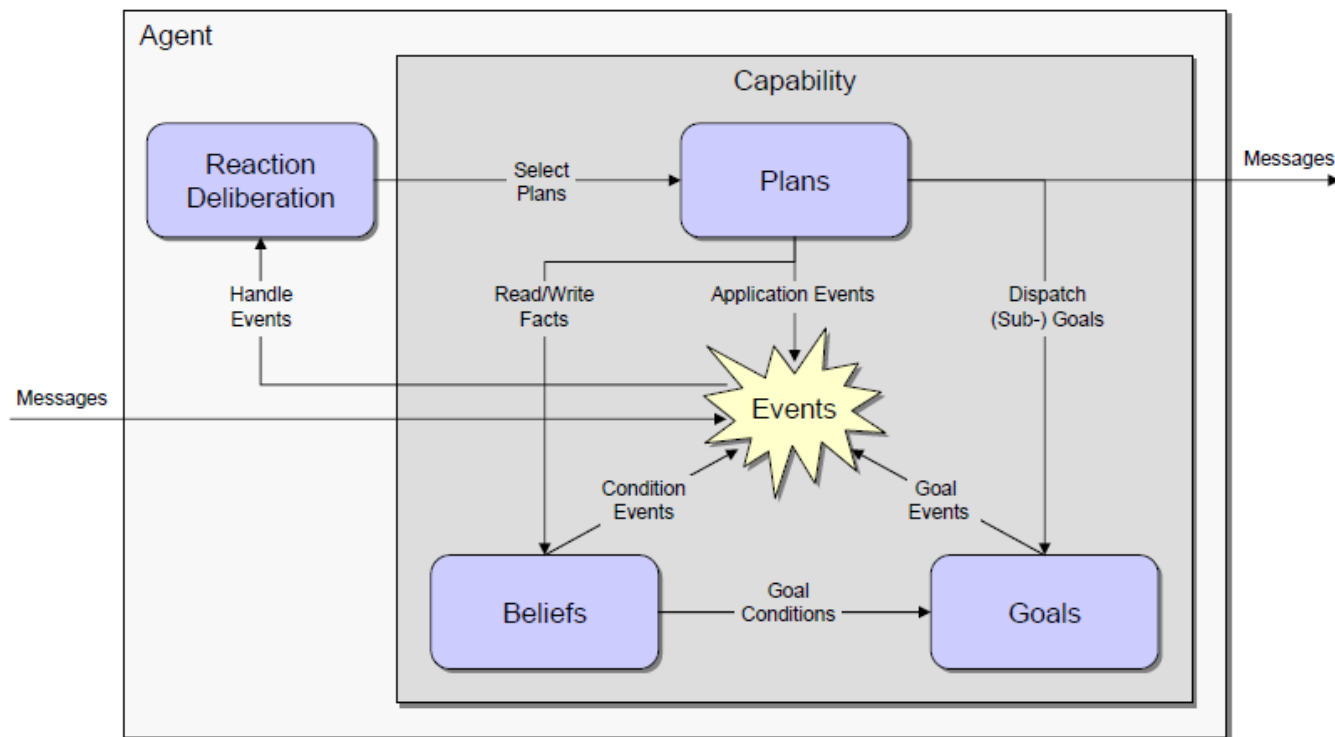 Agent
Capability
Reaction
Deliberation
Select
Plans
Plans
Messages
Handle
Events
Read/Write
Facts
Application Events
Dispatch
(Sub-) Goals
Messages
Events
Condition
Events
Goal
Events
Beliefs
Goal
Conditions
Goals